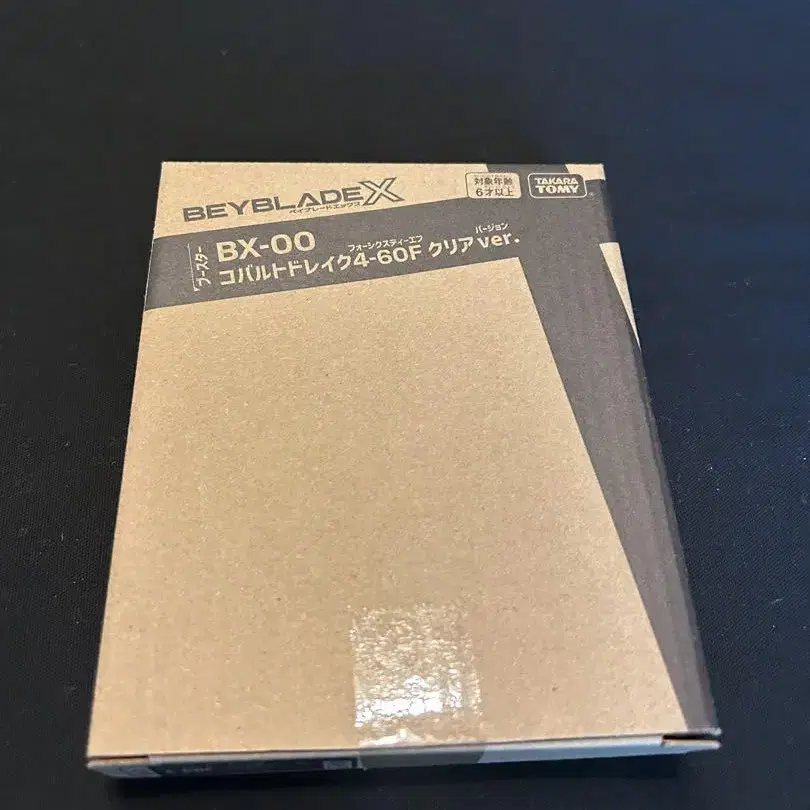 BEYBLADE X
ベイブレードエックス
対象年齢
6才以上
TAKARA
TOMY
ブースター
BX-00
フォーシックスティーエフ
バージョン
コバルトドレイク4-60F クリアver.